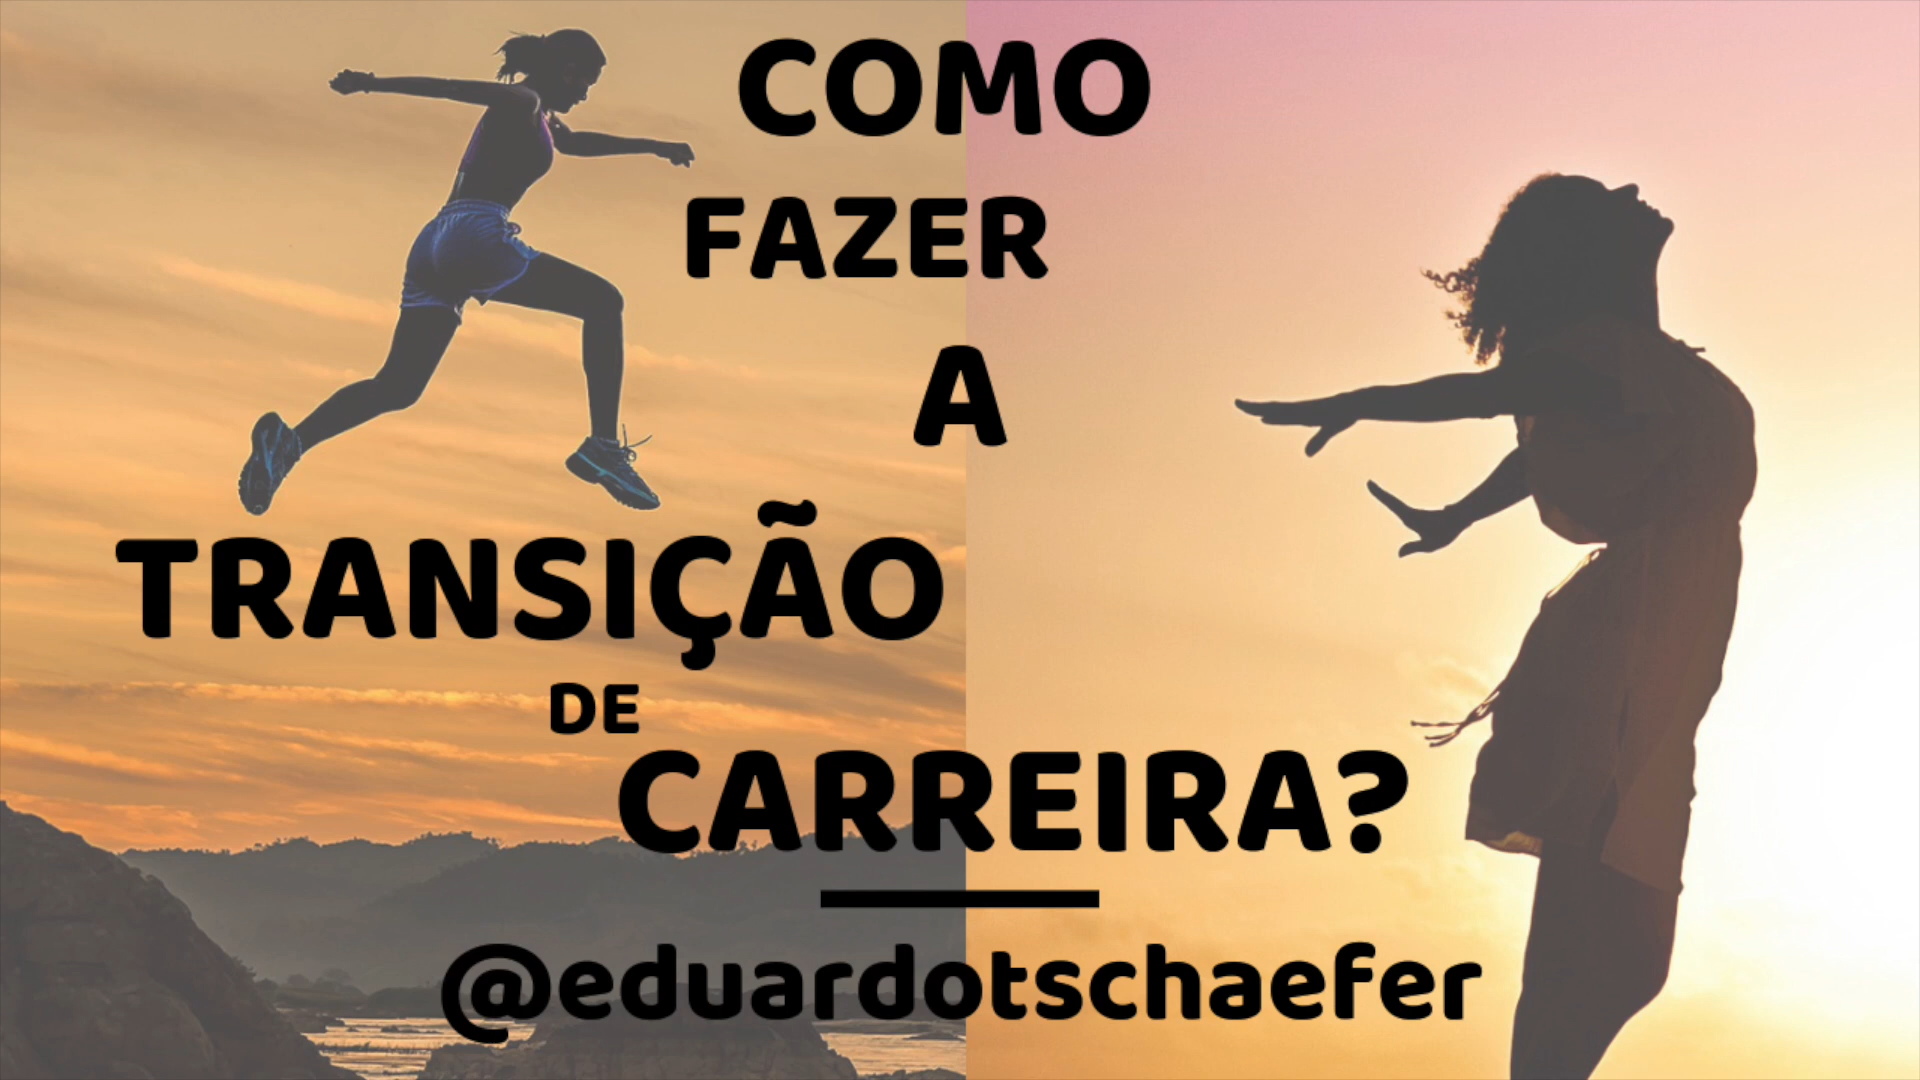 COMO
FAZER
A
TRANSIÇÃO
DE
CARREIRA?
@eduardotschaefer